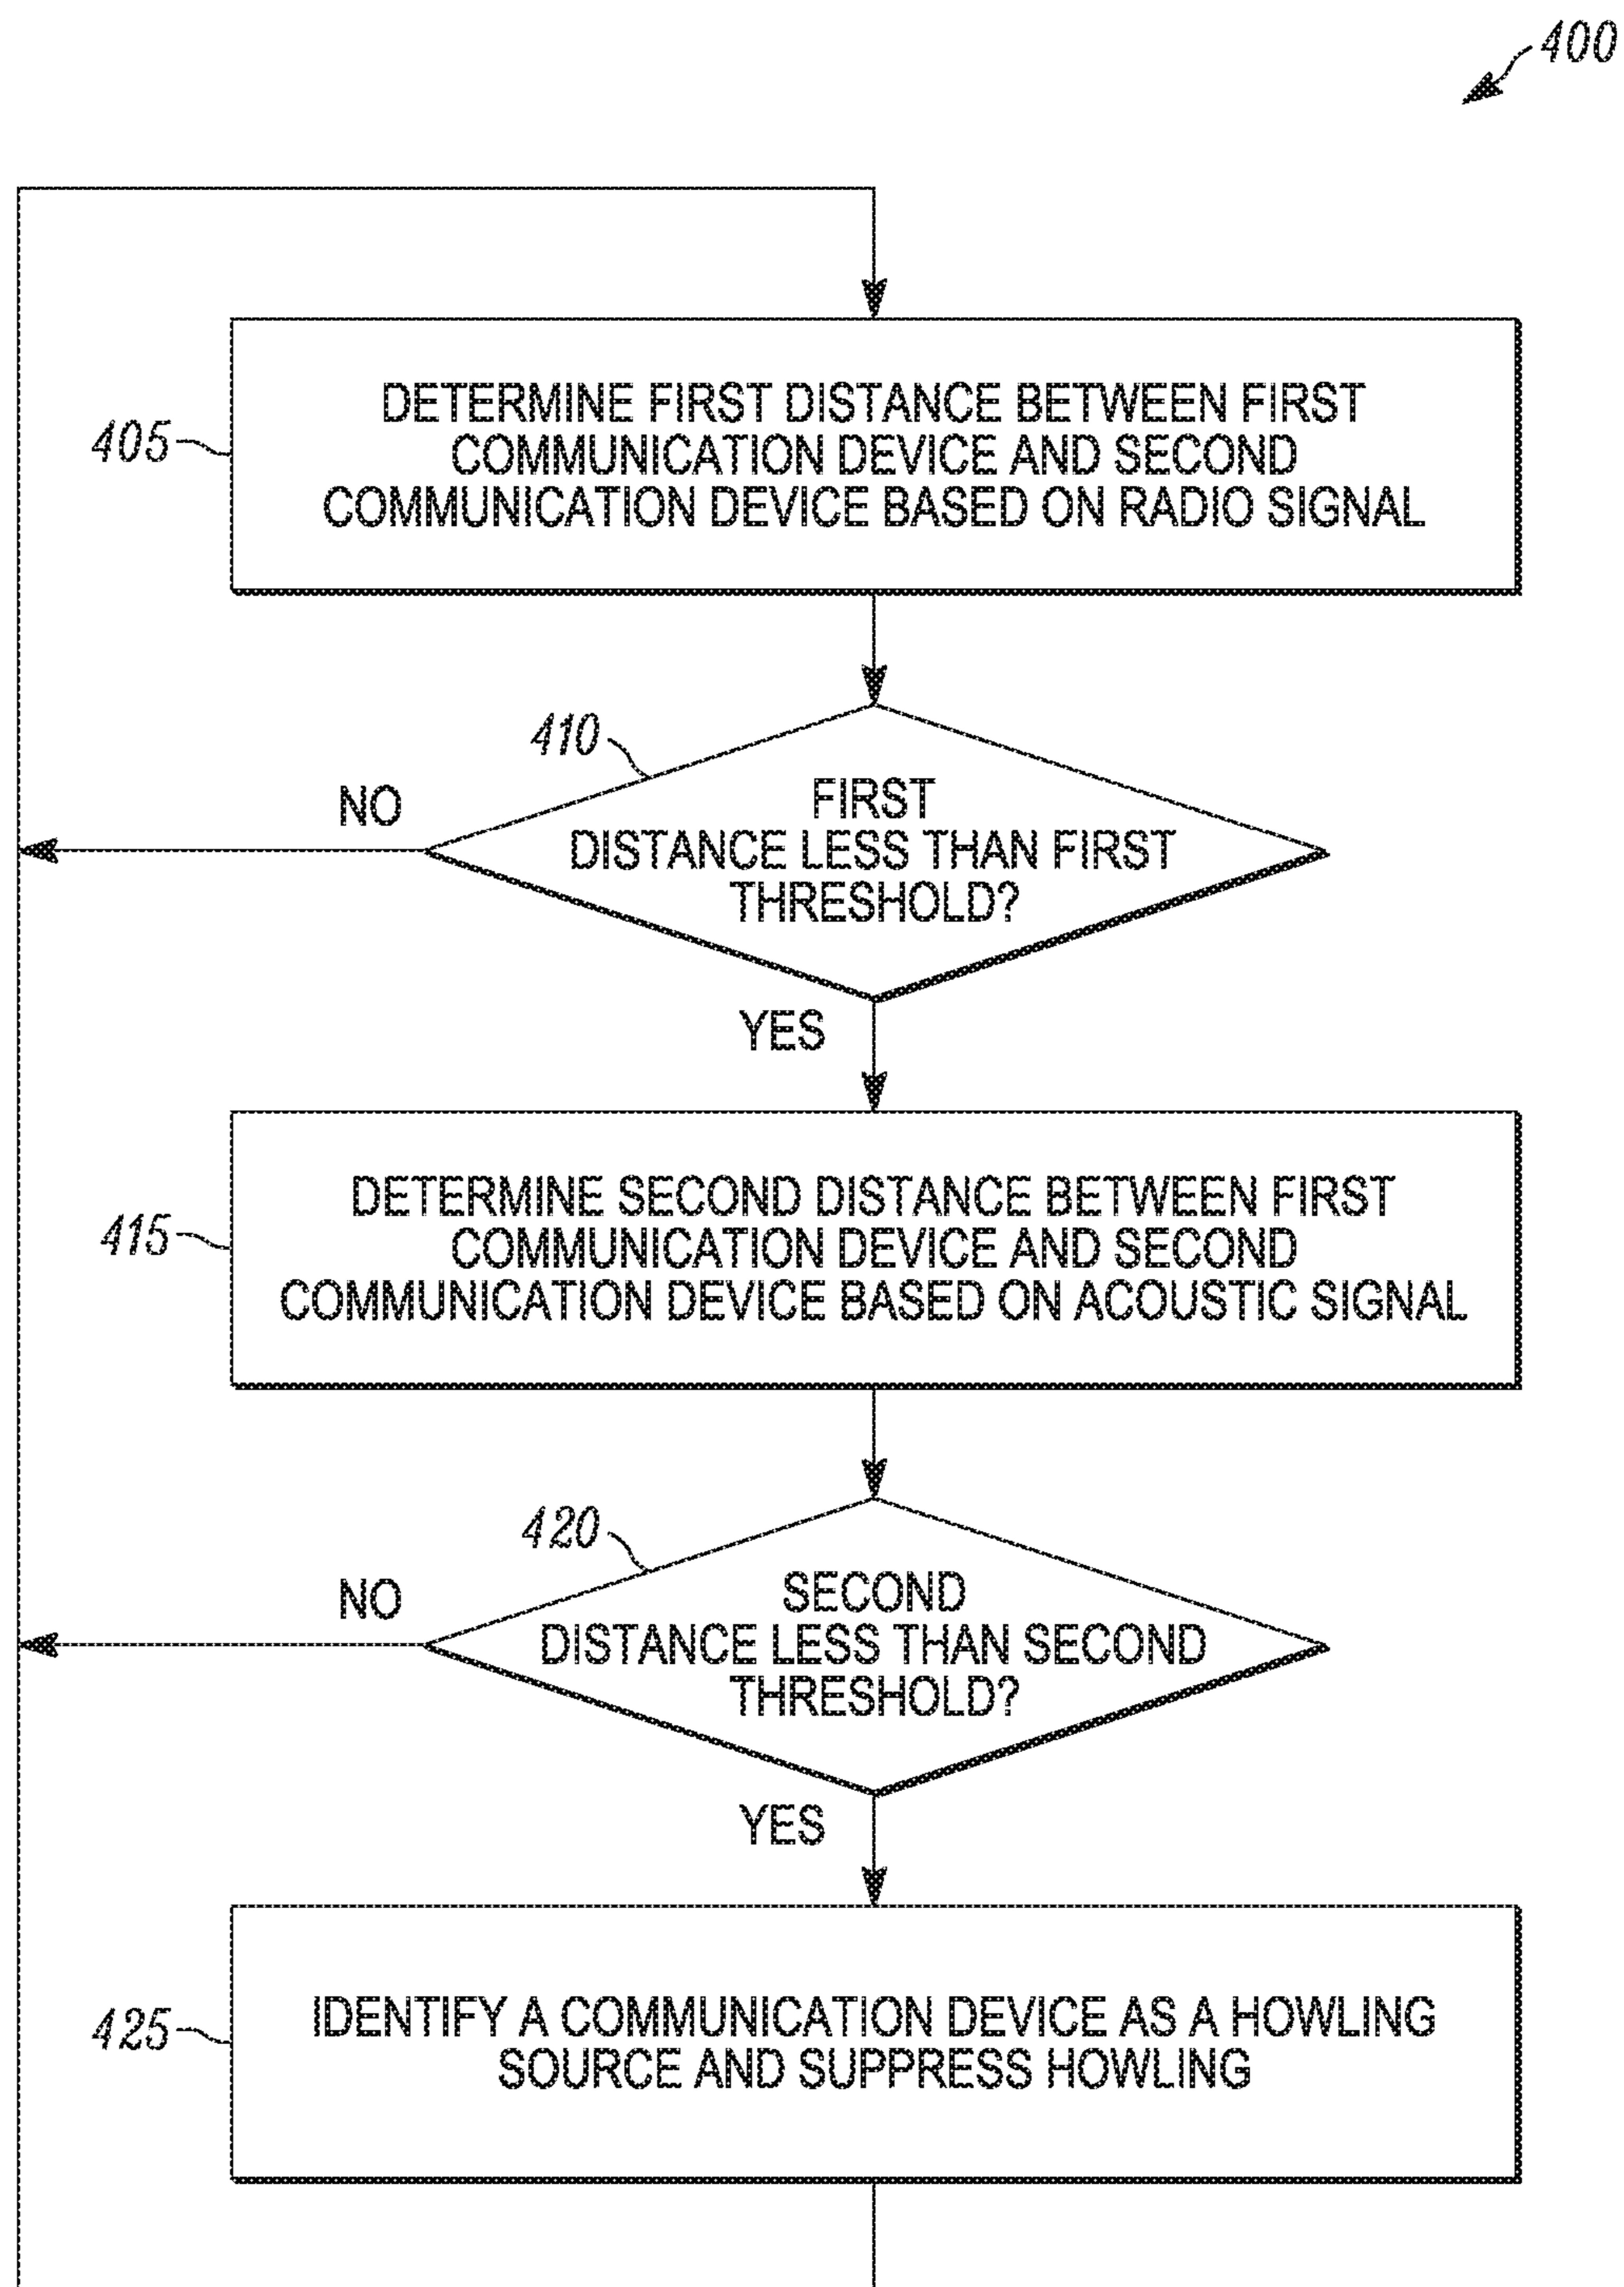 400
405
DETERMINE FIRST DISTANCE BETWEEN FIRST
COMMUNICATION DEVICE AND SECOND
COMMUNICATION DEVICE BASED ON RADIO SIGNAL
410
NO
FIRST
DISTANCE LESS THAN FIRST
THRESHOLD?
YES
415
DETERMINE SECOND DISTANCE BETWEEN FIRST
COMMUNICATION DEVICE AND SECOND
COMMUNICATION DEVICE BASED ON ACOUSTIC SIGNAL
420
NO
SECOND
DISTANCE LESS THAN SECOND
THRESHOLD?
YES
425
IDENTIFY A COMMUNICATION DEVICE AS A HOWLING
SOURCE AND SUPPRESS HOWLING